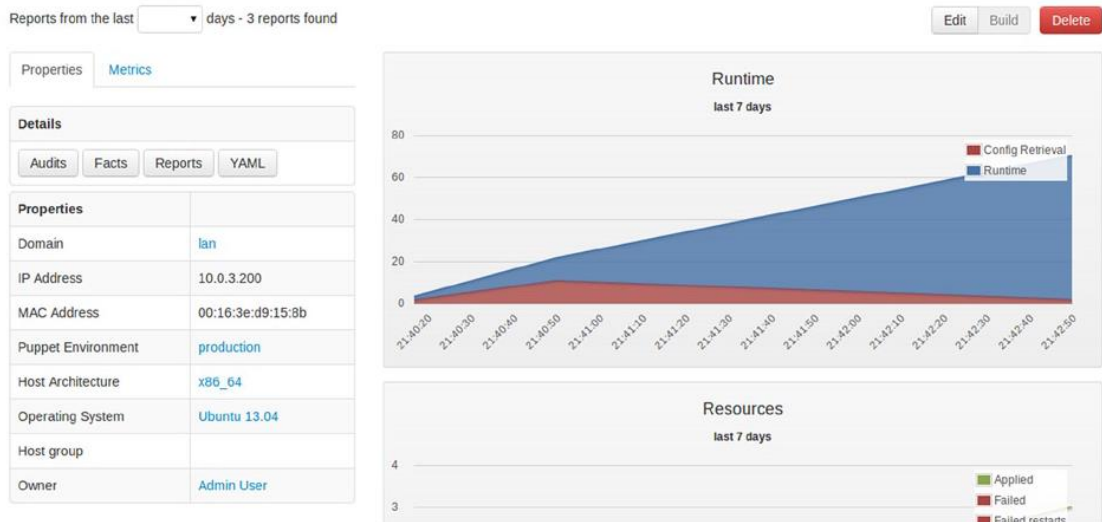 Reports from the last days - 3 reports found
Edit Build Delete
Properties Metrics
Details
Audits Facts Reports YAML
Properties
Domain lan
IP Address 10.0.3.200
MAC Address 00:16:3e:d9:15:8b
Puppet Environment production
Host Architecture x86_64
Operating System Ubuntu 13.04
Host group
Owner Admin User
Runtime
last 7 days
80
60
40
20
0
Config Retrieval
Runtime
21:40:20 21:40:30 21:40:40 21:40:50 21:41:00 21:41:10 21:41:20 21:41:30 21:41:40 21:41:50 21:42:00 21:42:10 21:42:20 21:42:30 21:42:40 21:42:50
Resources
last 7 days
4
3
Applied
Failed
Failed restarts